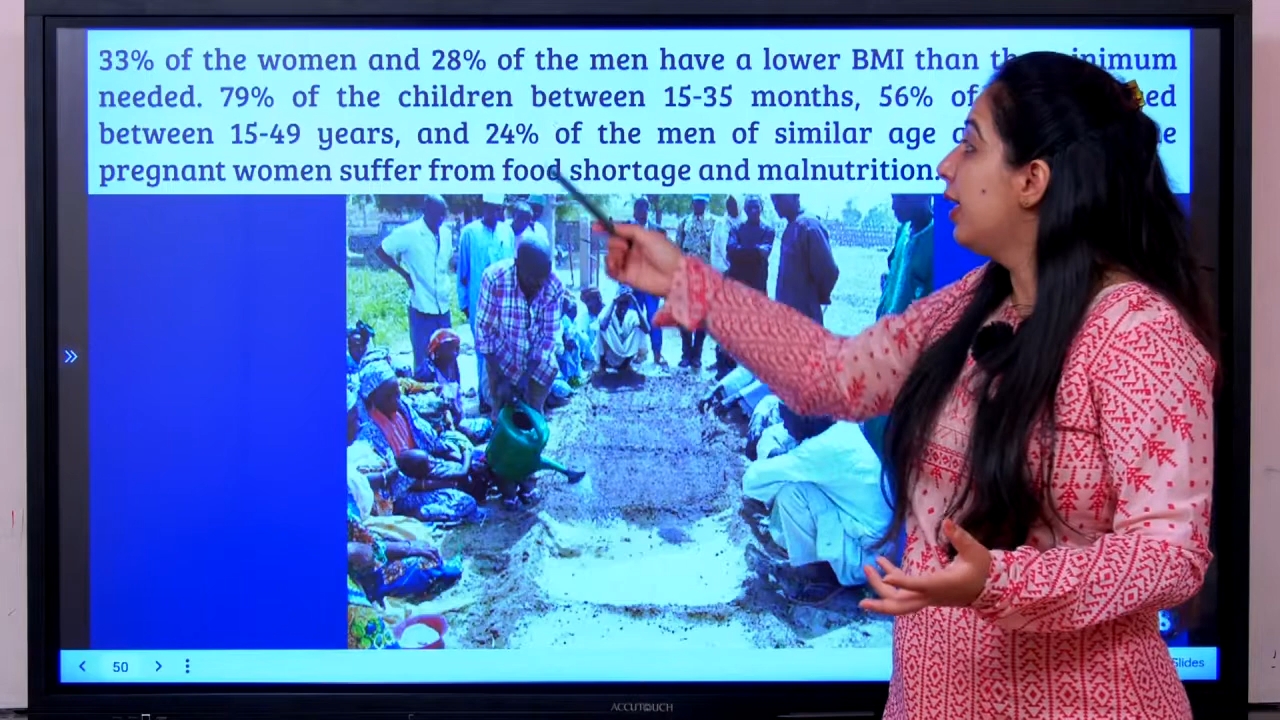 33% of the women and 28% of the men have a lower BMI than
needed. 79% of the children between 15-35 months, 56% of
between 15-49 years, and 24% of the men of similar age
pregnant women suffer from food shortage and malnutrition.
50
Slides
ACCUTOUCH